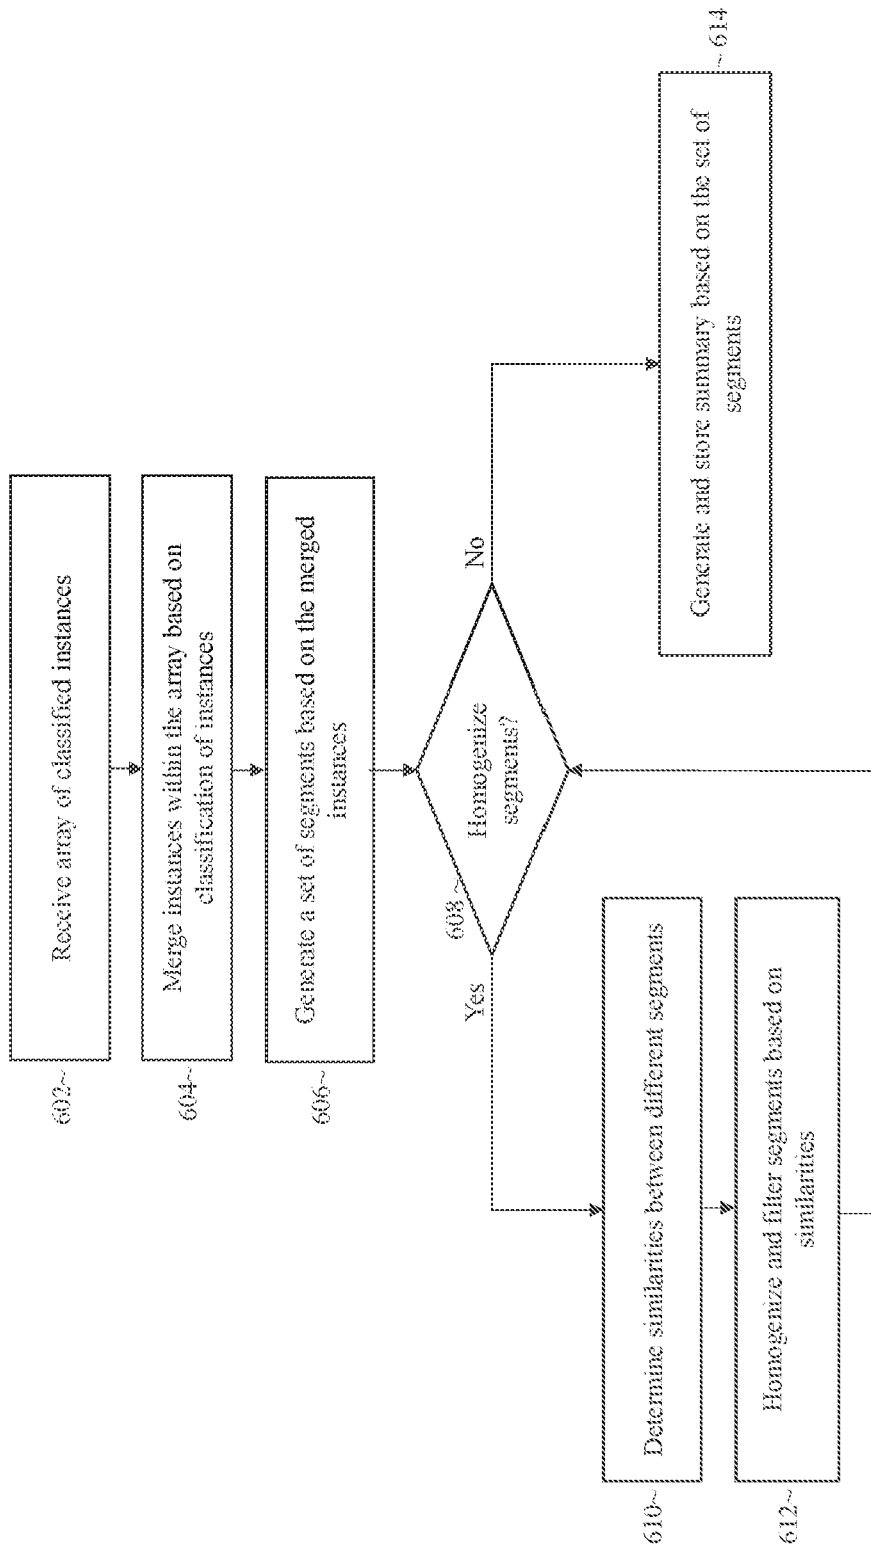 602~
Receive array of classified instances
604~
Merge instances within the array based on
classification of instances
606~
Generate a set of segments based on the merged
instances
608~
Homogenize
segments?
Yes
No
610~
Determine similarities between different segments
612~
Homogenize and filter segments based on
similarities
~614
Generate and store summary based on the set of
segments